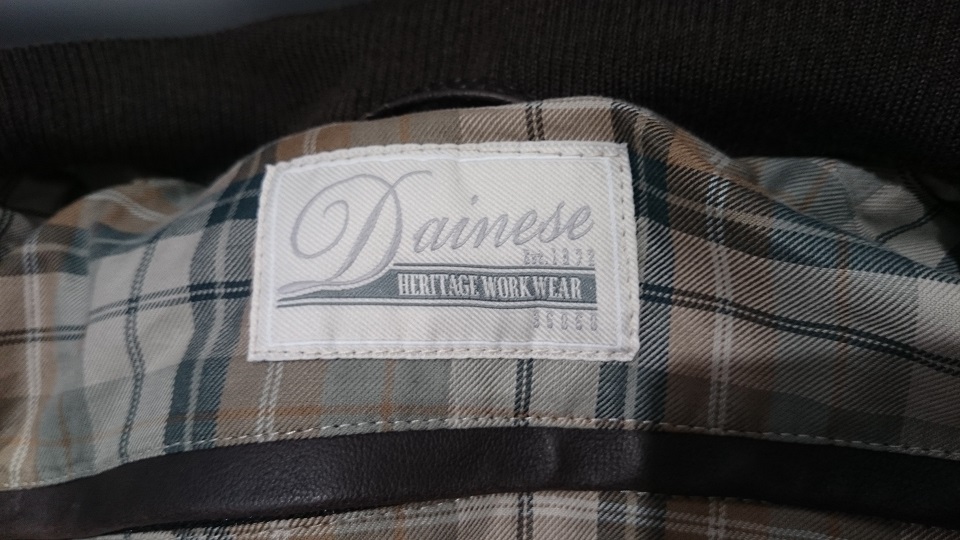 Dainese
Est. 1972
HERITAGE WORK WEAR